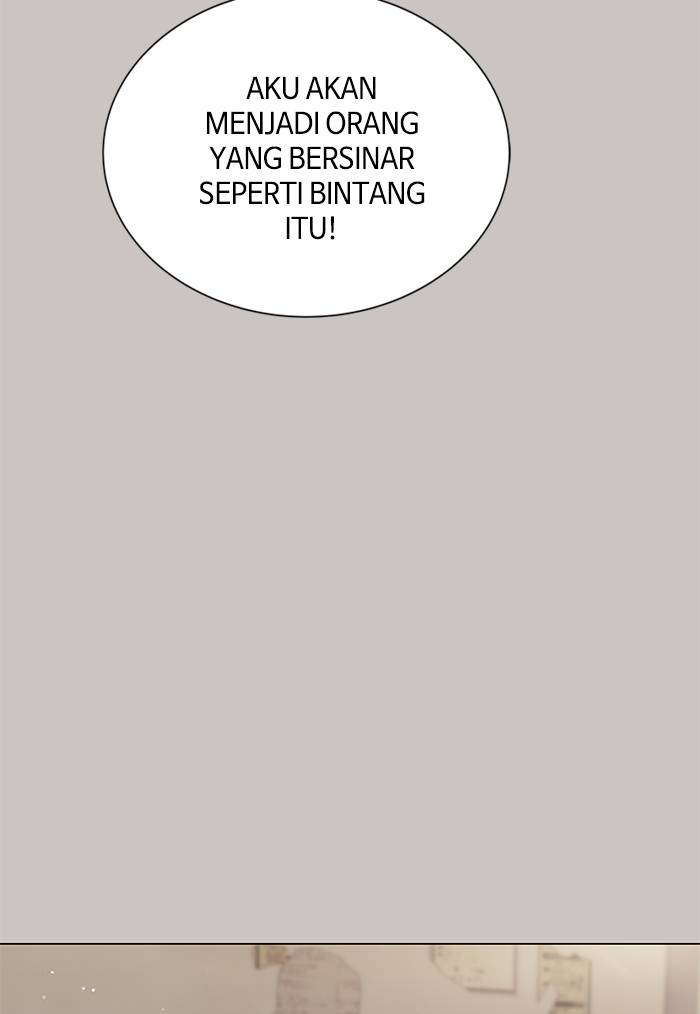 AKU AKAN
MENJADI ORANG
YANG BERSINAR
SEPERTI BINTANG
ITU!